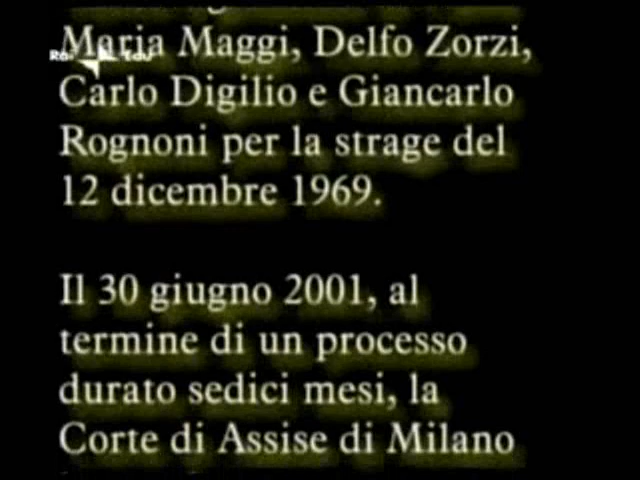 Maria Maggi, Delfo Zorzi,
Carlo Digilio e Giancarlo
Rognoni per la strage del
12 dicembre 1969.
Il 30 giugno 2001, al
termine di un processo
durato sedici mesi, la
Corte di Assise di Milano